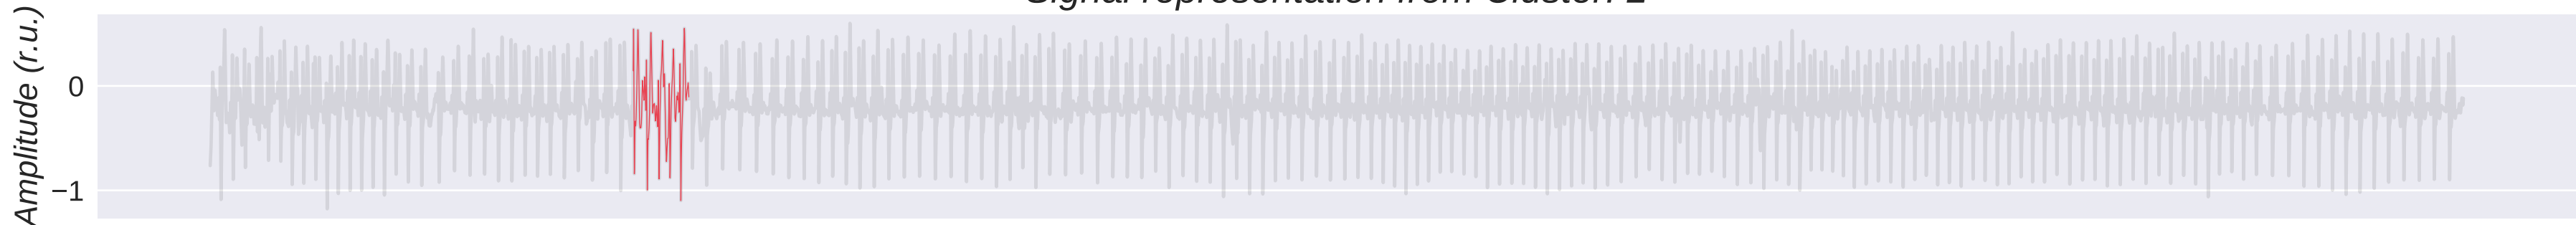 Signal representation from Cluster: 2
Amplitude (r.u.)
0
−1